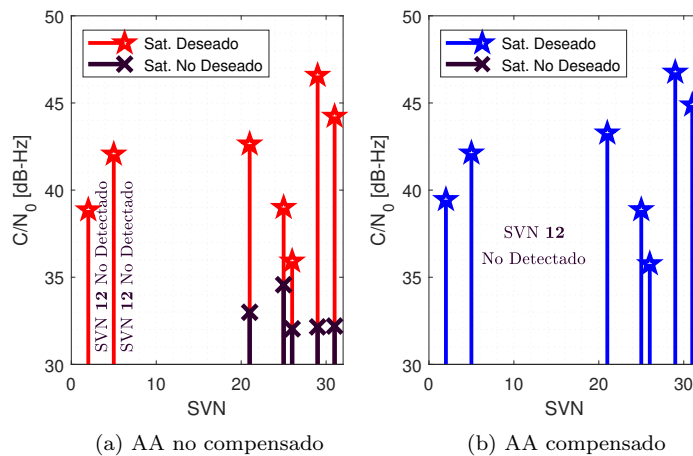 50
45
40
35
30
C/N0 [dB-Hz]
Sat. Deseado
Sat. No Deseado
SVN 12 No Detectado
SVN 12 No Detectado
0
10
20
30
SVN
(a) AA no compensado
50
45
40
35
30
C/N0 [dB-Hz]
Sat. Deseado
Sat. No Deseado
SVN 12
No Detectado
0
10
20
30
SVN
(b) AA compensado